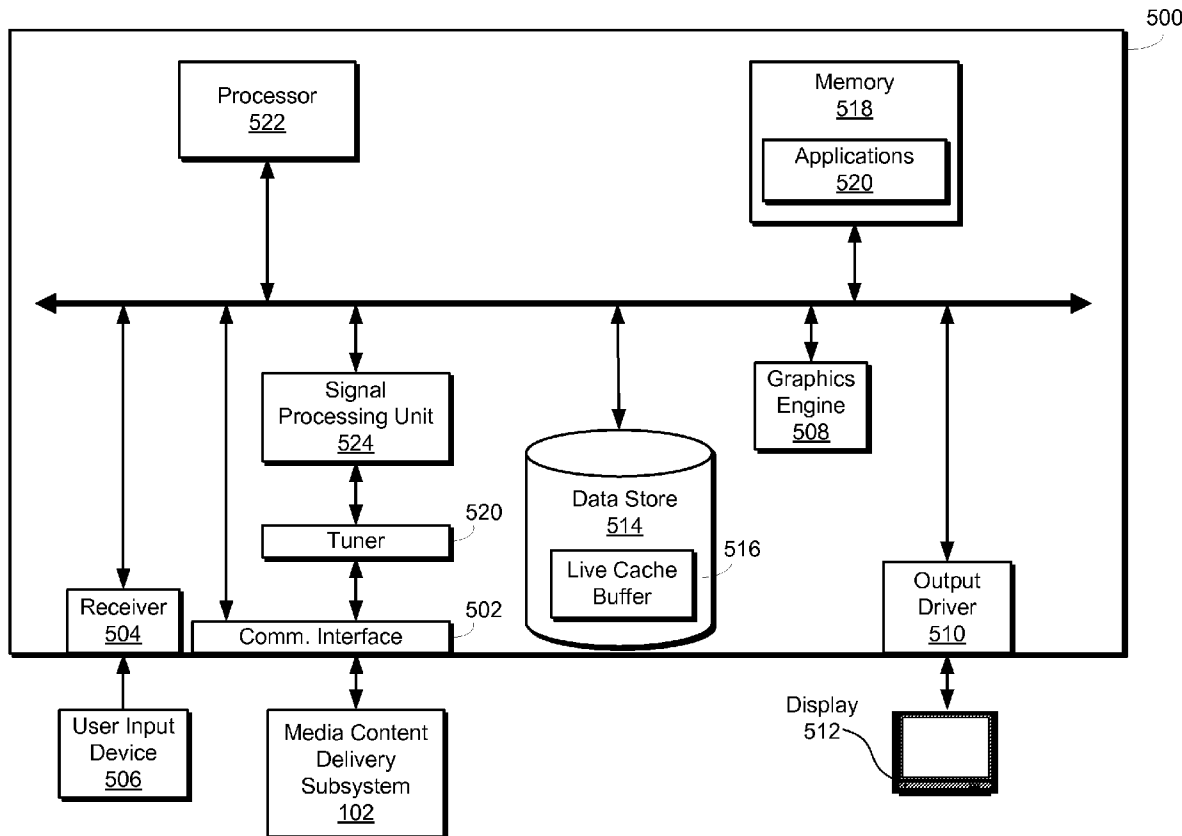 500
Processor
522
Memory
518
Applications
520
Signal
Processing Unit
524
Graphics
Engine
508
520
Tuner
Data Store
514
516
Live Cache
Buffer
Receiver
504
502
Comm. Interface
Output
Driver
510
User Input
Device
506
Media Content
Delivery
Subsystem
102
Display
512